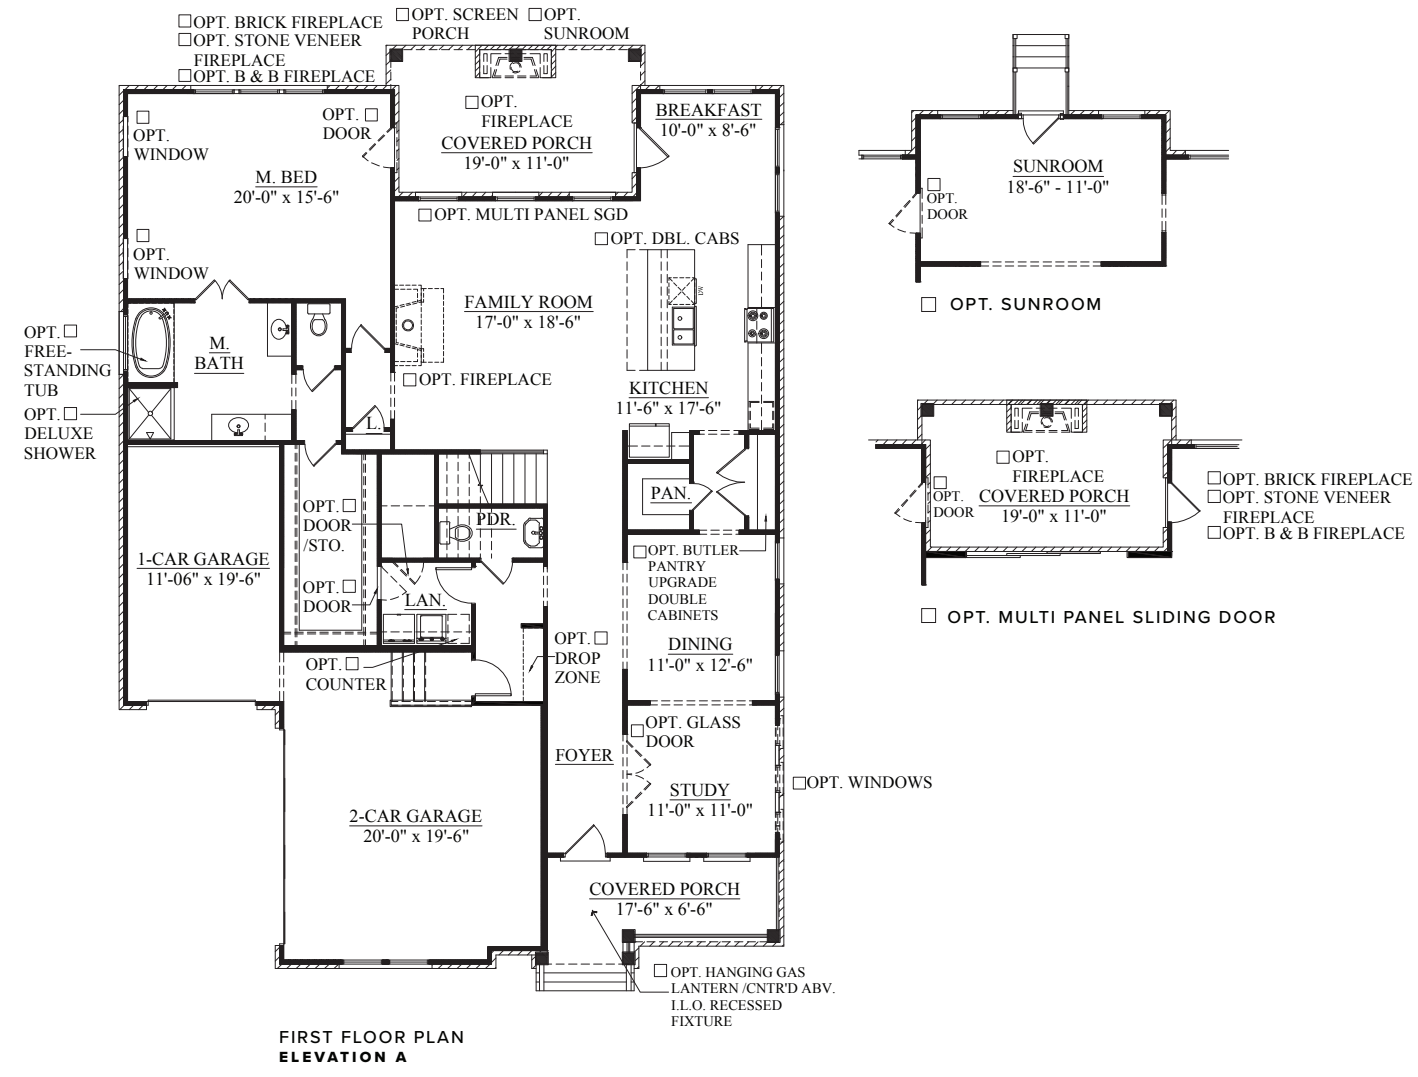 ☐ OPT. BRICK FIREPLACE
☐ OPT. STONE VENEER
FIREPLACE
☐ OPT. B & B FIREPLACE
☐ OPT. SCREEN
PORCH
☐ OPT.
SUNROOM
☐
OPT.
WINDOW
OPT. ☐
DOOR
☐ OPT.
FIREPLACE
COVERED PORCH
19'-0" x 11'-0"
BREAKFAST
10'-0" x 8'-6"
M. BED
20'-0" x 15'-6"
☐
OPT.
WINDOW
☐ OPT. MULTI PANEL SGD
☐ OPT. DBL. CABS
DW
FAMILY ROOM
17'-0" x 18'-6"
OPT. ☐
FREE-
STANDING
TUB
M.
BATH
☐ OPT. FIREPLACE
KITCHEN
11'-6" x 17'-6"
OPT. ☐
DELUXE
SHOWER
L.
PAN.
OPT. ☐
DOOR
/STO.
PDR.
1-CAR GARAGE
11'-06" x 19'-6"
OPT. ☐
DOOR
LAN.
☐ OPT. BUTLER
PANTRY
UPGRADE
DOUBLE
CABINETS
DINING
11'-0" x 12'-6"
OPT. ☐
DROP
ZONE
OPT. ☐
COUNTER
☐ OPT. GLASS
DOOR
FOYER
STUDY
11'-0" x 11'-0"
☐ OPT. WINDOWS
2-CAR GARAGE
20'-0" x 19'-6"
COVERED PORCH
17'-6" x 6'-6"
☐ OPT. HANGING GAS
LANTERN /CNTR'D ABV.
I.L.O. RECESSED
FIXTURE
FIRST FLOOR PLAN
ELEVATION A
SUNROOM
18'-6" - 11'-0"
☐
OPT.
DOOR
☐ OPT. SUNROOM
☐ OPT.
FIREPLACE
COVERED PORCH
19'-0" x 11'-0"
☐
OPT.
DOOR
☐ OPT. BRICK FIREPLACE
☐ OPT. STONE VENEER
FIREPLACE
☐ OPT. B & B FIREPLACE
☐ OPT. MULTI PANEL SLIDING DOOR